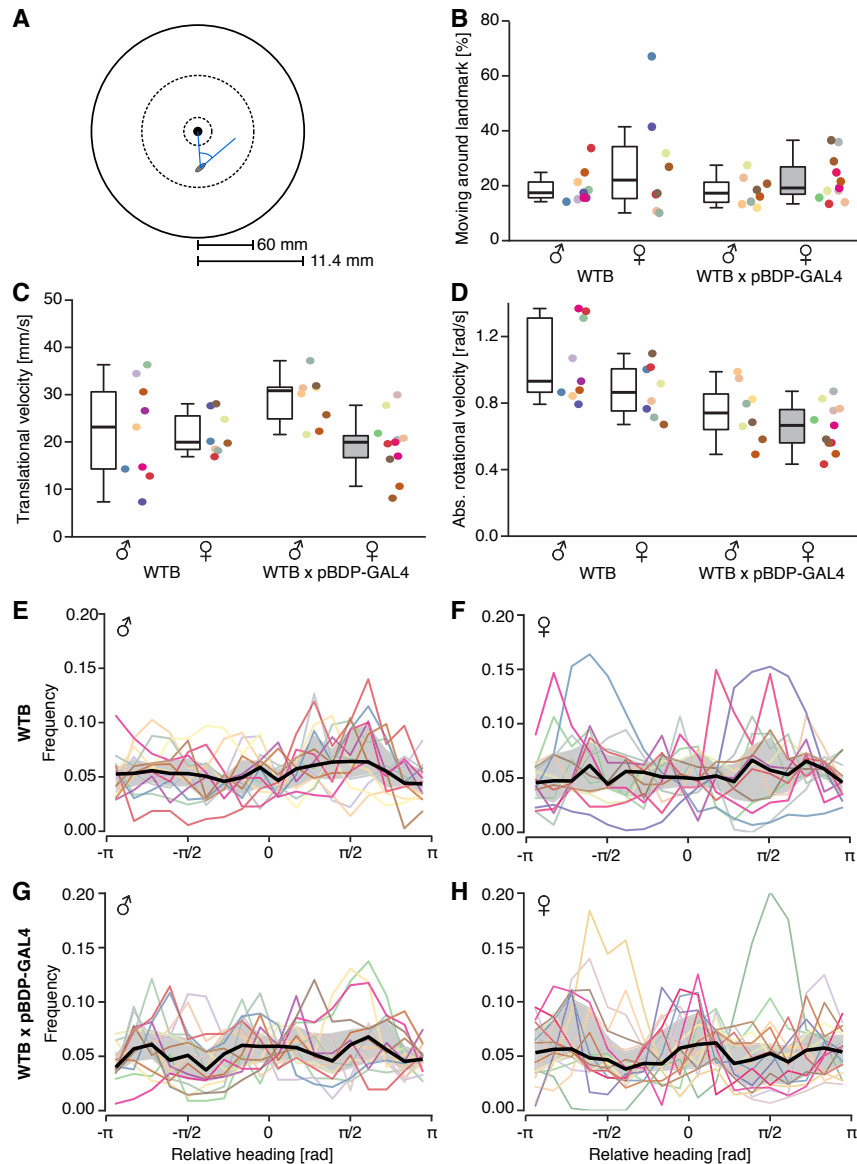 A
60 mm
11.4 mm
B
Moving around landmark [%]
80
60
40
20
0
♂ ♀ ♂ ♀
WTB WTB x pBDP-GAL4
C
Translational velocity [mm/s]
50
40
30
20
10
0
♂ ♀ ♂ ♀
WTB WTB x pBDP-GAL4
D
Abs. rotational velocity [rad/s]
1.2
0.8
0.4
0.0
♂ ♀ ♂ ♀
WTB WTB x pBDP-GAL4
E
♂
WTB
Frequency
0.20
0.15
0.10
0.05
0.00
-π -π/2 0 π/2 π
F
♀
0.20
0.15
0.10
0.05
0.00
-π -π/2 0 π/2 π
G
♂
WTB x pBDP-GAL4
Frequency
0.20
0.15
0.10
0.05
0.00
-π -π/2 0 π/2 π
Relative heading [rad]
H
♀
0.20
0.15
0.10
0.05
0.00
-π -π/2 0 π/2 π
Relative heading [rad]